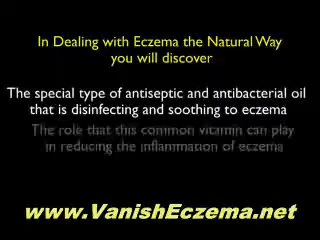 In Dealing with Eczema the Natural Way
you will discover
The special type of antiseptic and antibacterial oil
that is disinfecting and soothing to eczema
The role that this common vitamin can play
in reducing the inflammation of eczema
www.VanishEczema.net